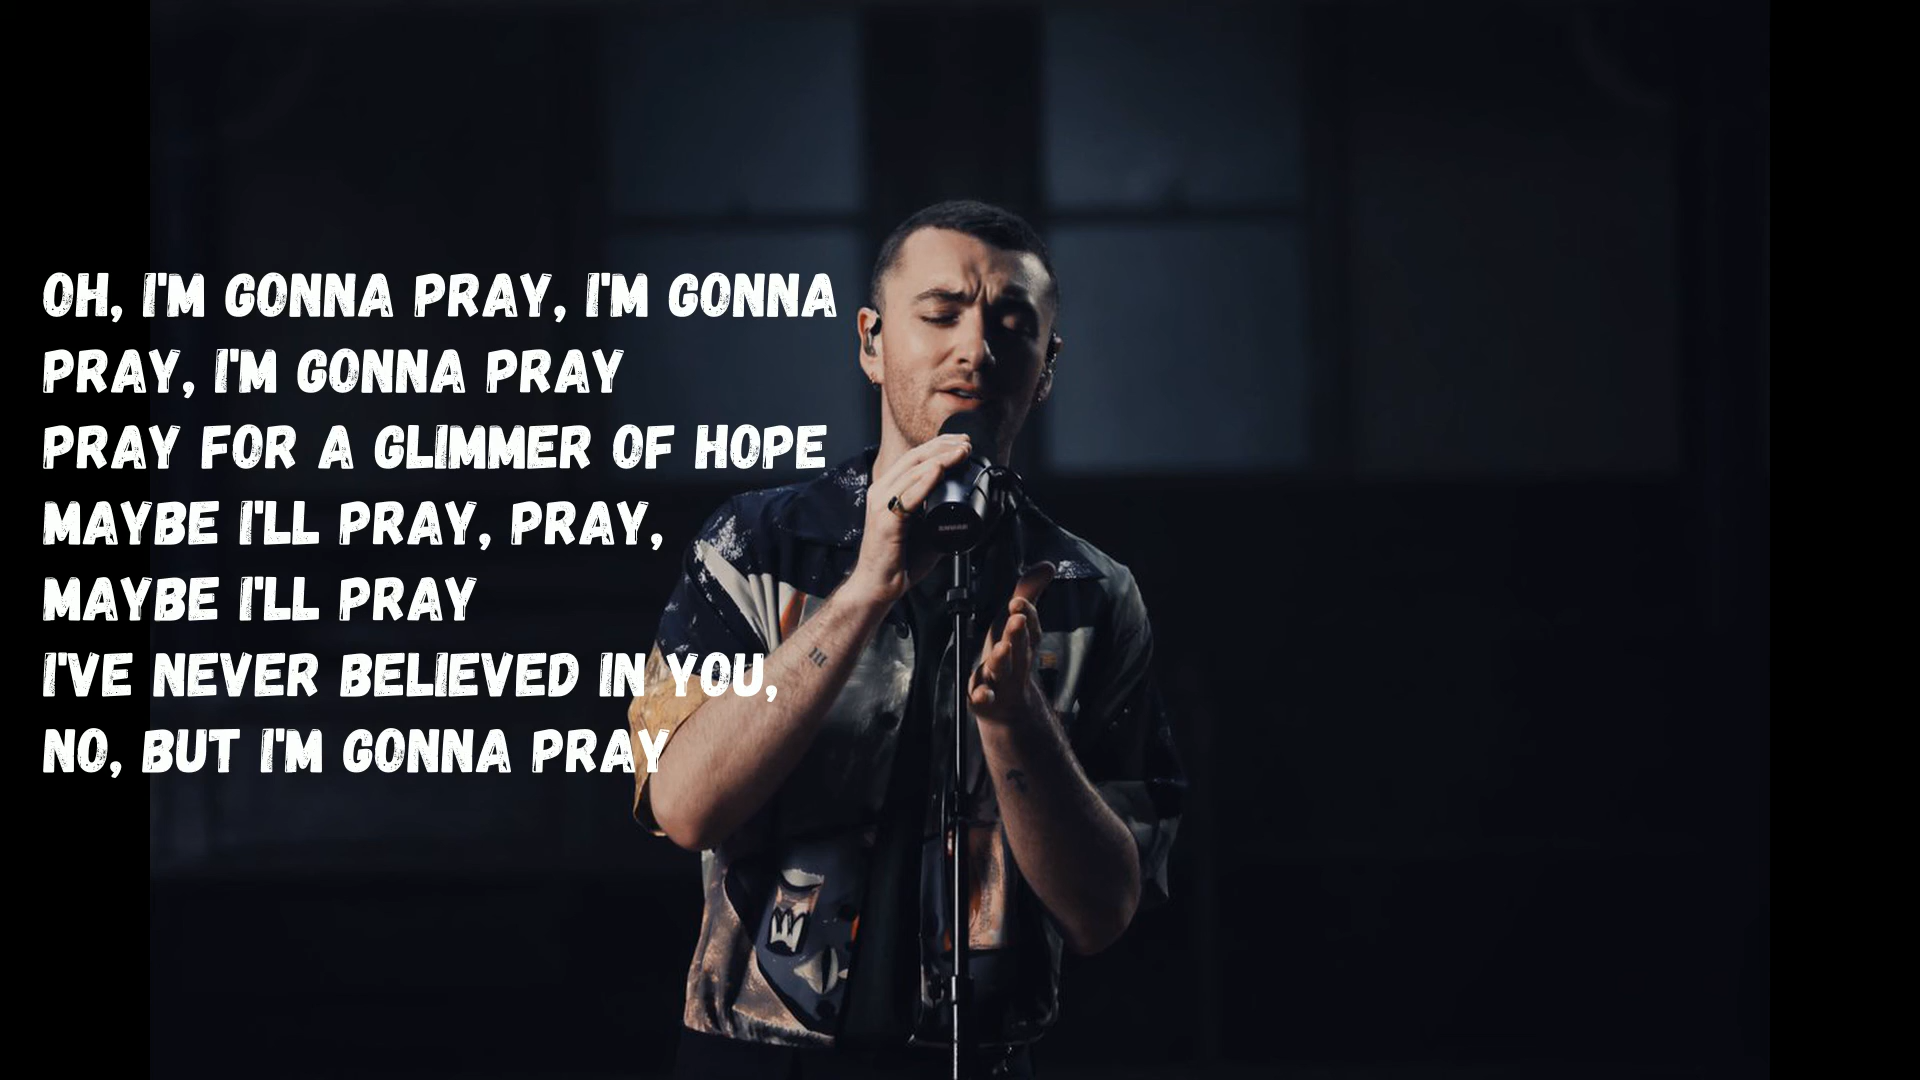 OH, I'M GONNA PRAY, I'M GONNA
PRAY, I'M GONNA PRAY
PRAY FOR A GLIMMER OF HOPE
MAYBE I'LL PRAY, PRAY,
MAYBE I'LL PRAY
I'VE NEVER BELIEVED IN YOU,
NO, BUT I'M GONNA PRAY
SHURE